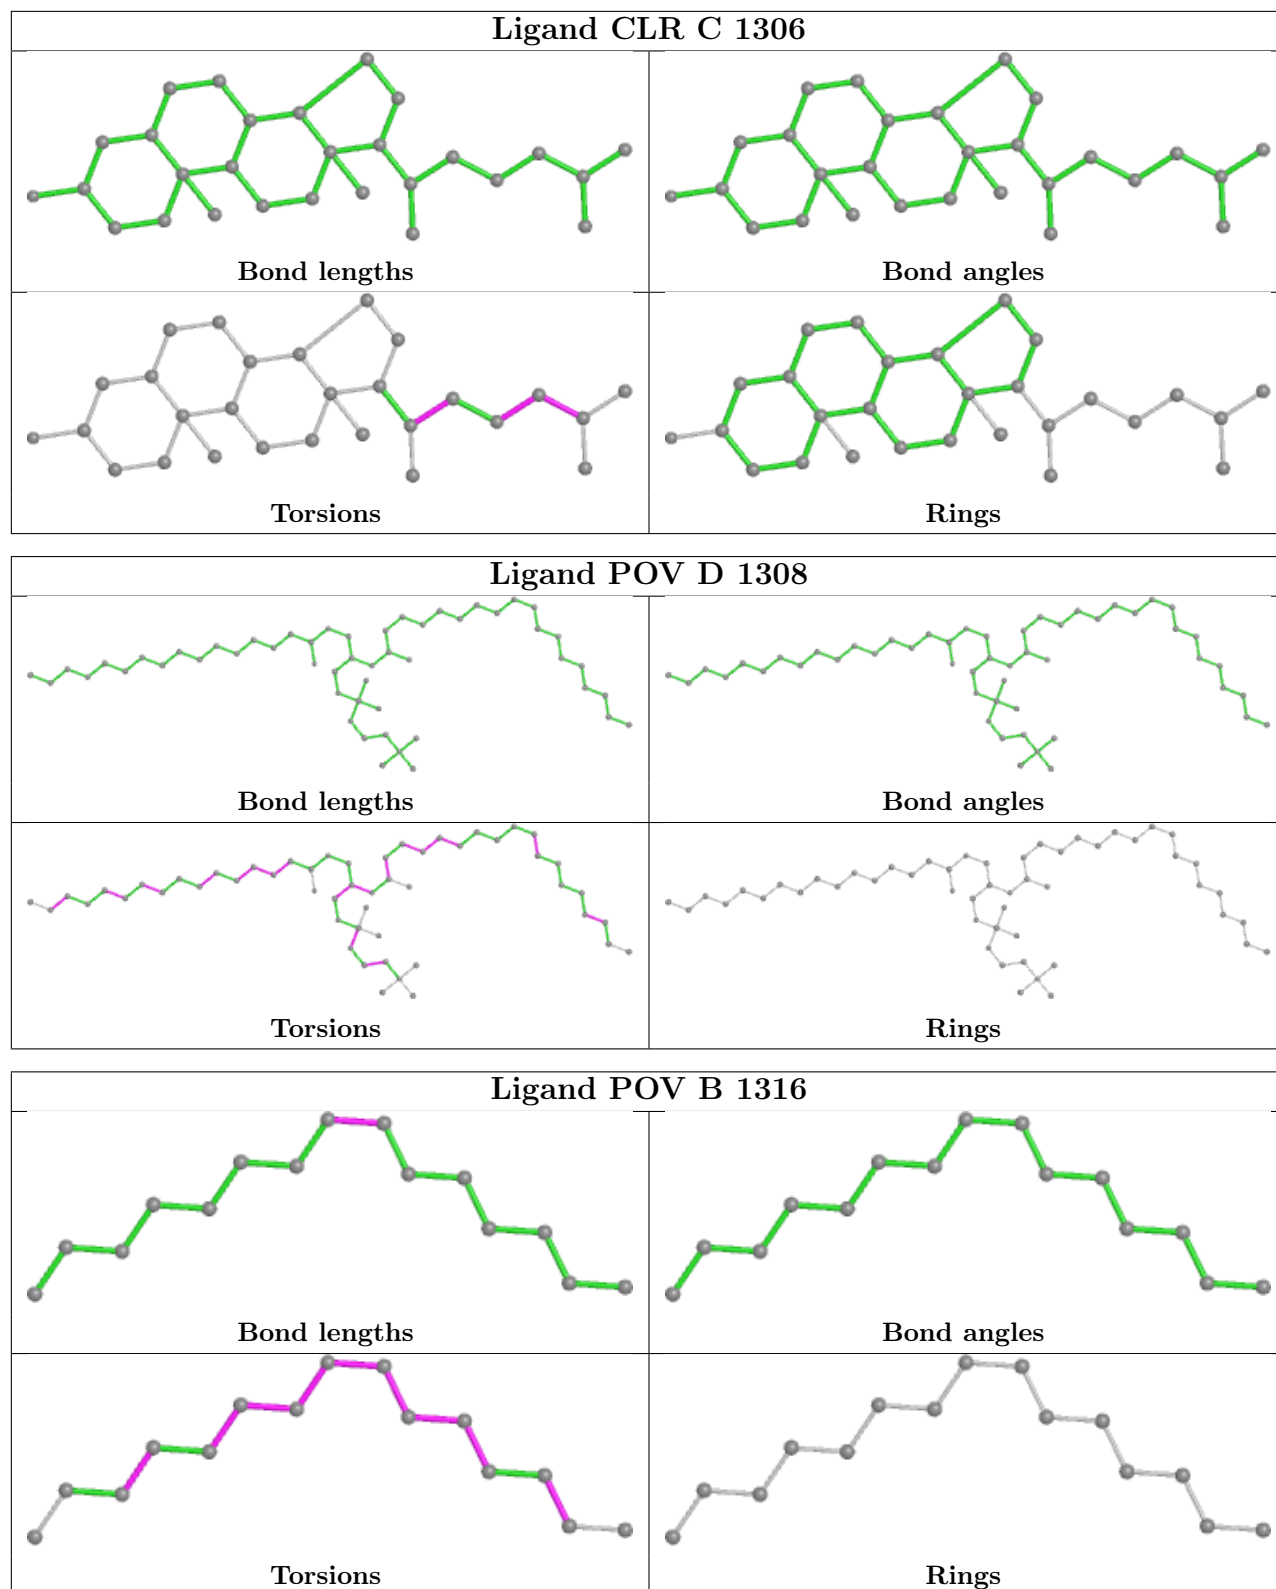 Ligand CLR C 1306
Bond lengths
Bond angles
Torsions
Rings
Ligand POV D 1308
Bond lengths
Bond angles
Torsions
Rings
Ligand POV B 1316
Bond lengths
Bond angles
Torsions
Rings